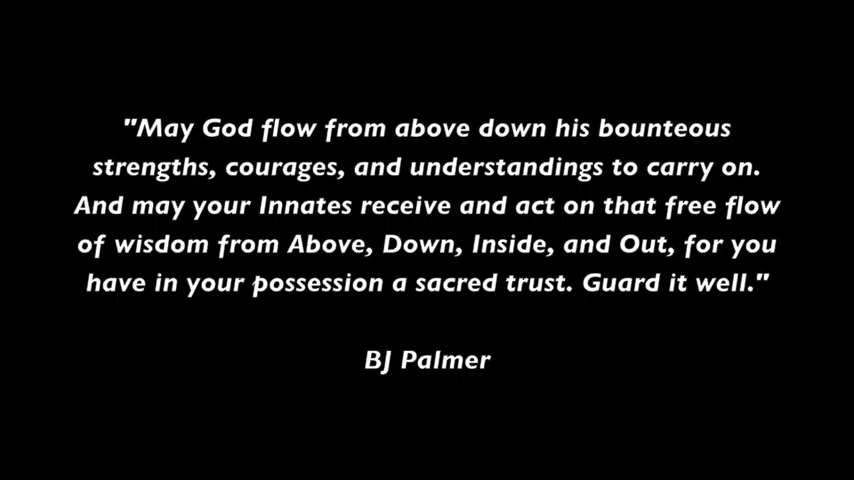 "May God flow from above down his bounteous
strengths, courages, and understandings to carry on.
And may your Innates receive and act on that free flow
of wisdom from Above, Down, Inside, and Out, for you
have in your possession a sacred trust. Guard it well."
BJ Palmer